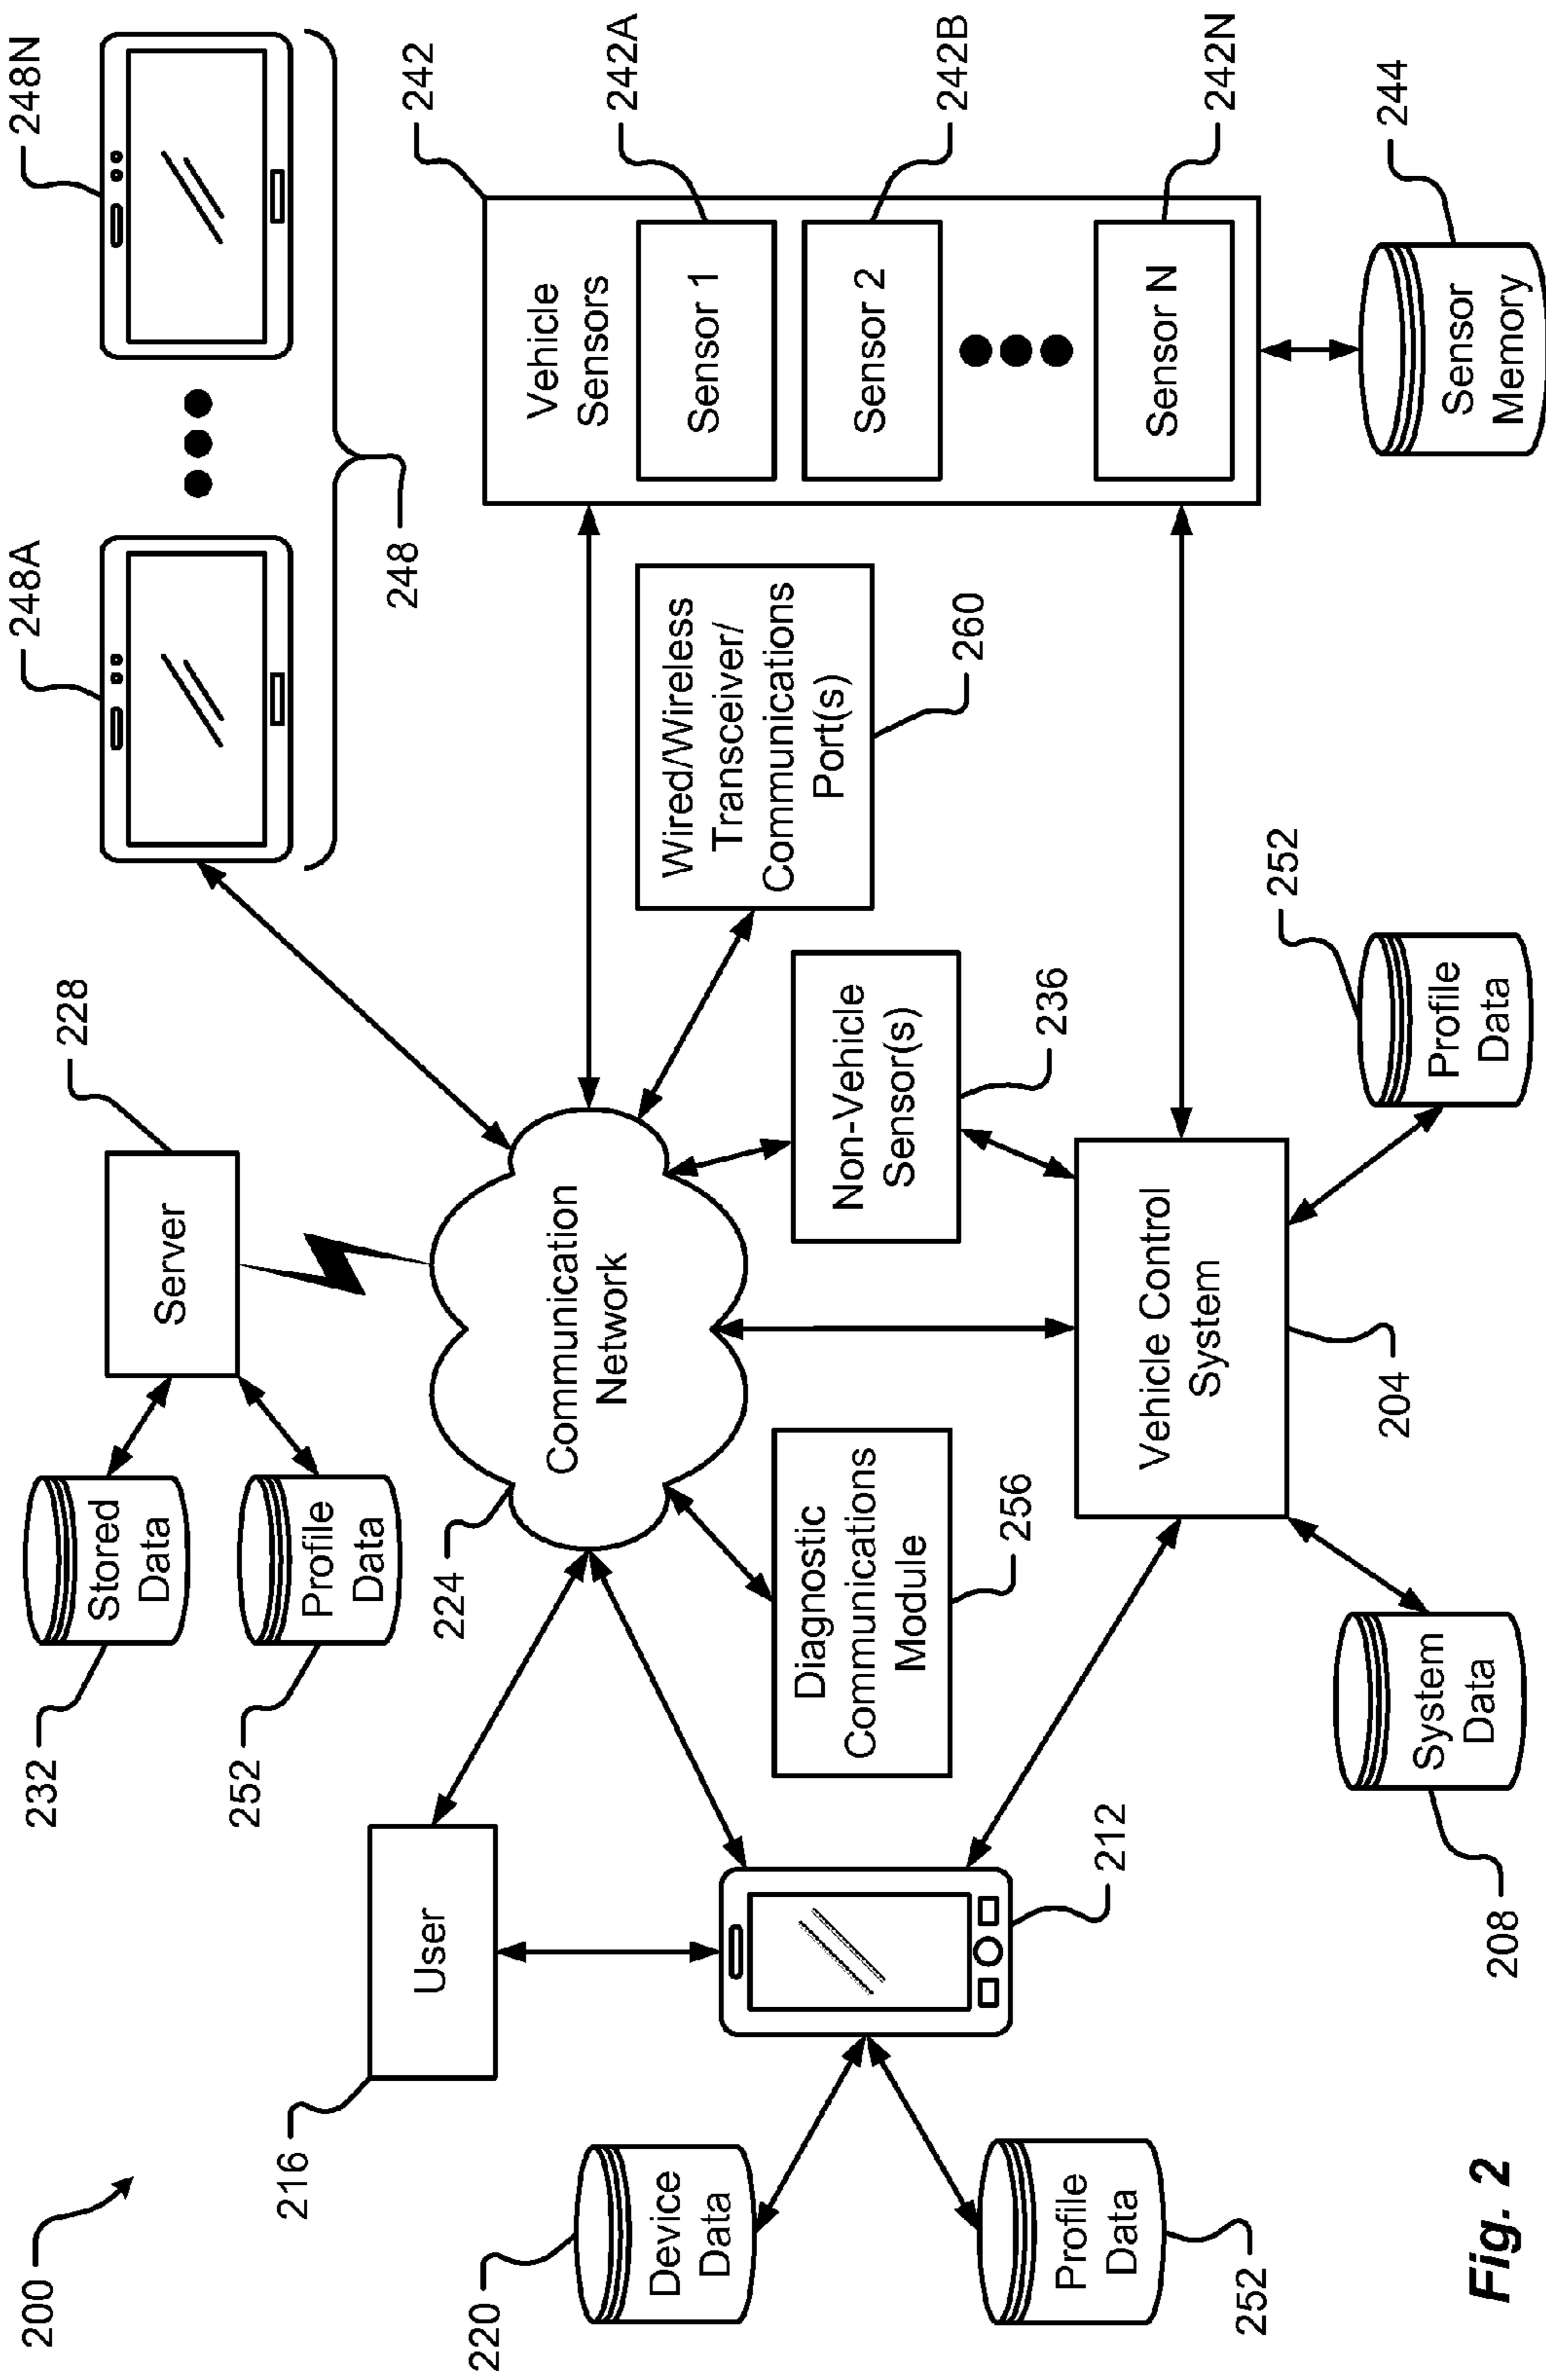 200
232
252
Stored
Data
Profile
Data
Server
228
248A
248N
248
216
User
224
Communication
Network
242
Vehicle
Sensors
Sensor 1
242A
Sensor 2
242B
Sensor N
242N
Wired/Wireless
Transceiver/
Communications
Port(s)
260
Non-Vehicle
Sensor(s)
236
Diagnostic
Communications
Module
256
220
Device
Data
Profile
Data
252
212
Vehicle Control
System
204
System
Data
208
Profile
Data
252
Sensor
Memory
244
Fig. 2